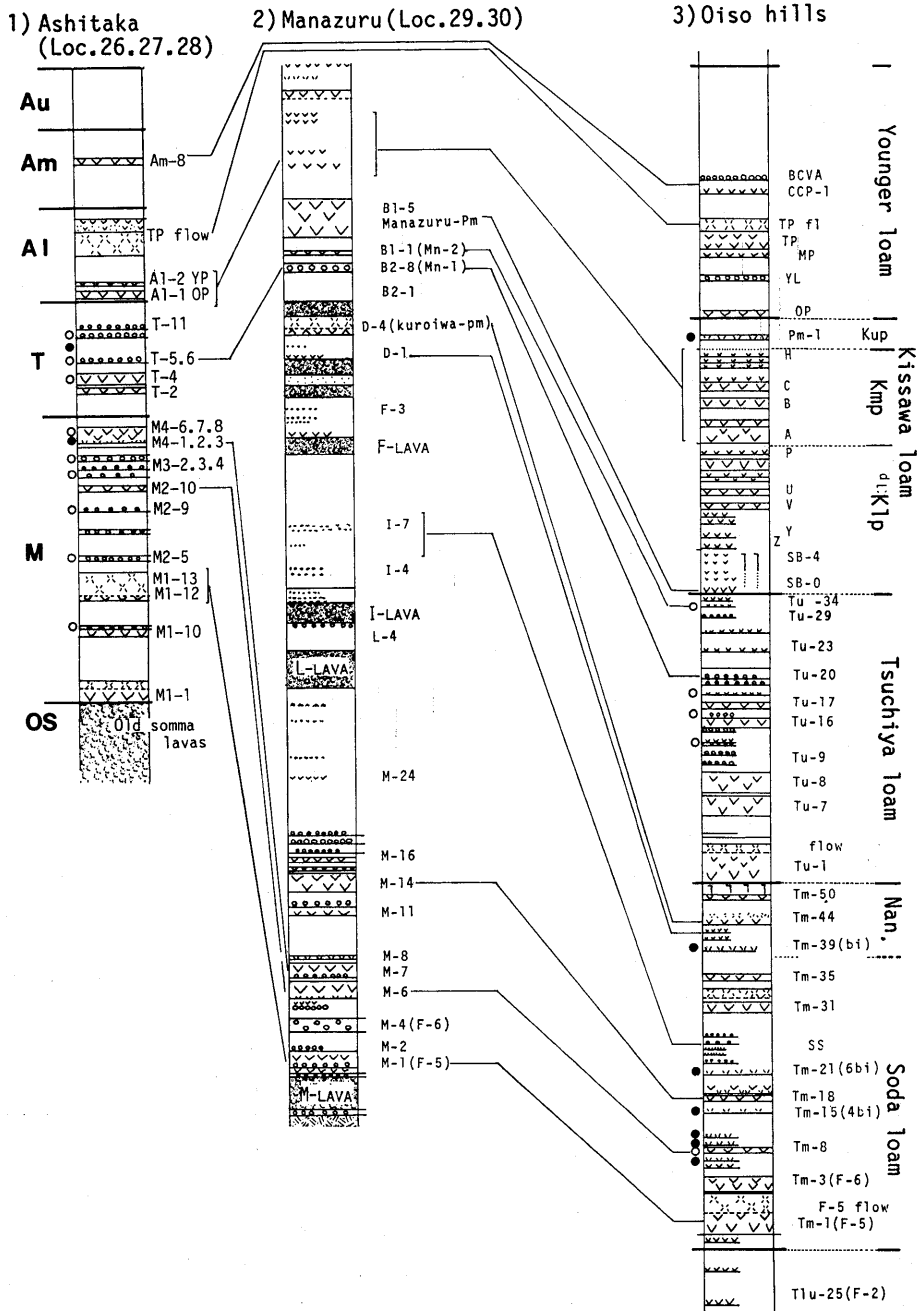 1) Ashitaka
(Loc.26.27.28)
Au
Am
Al
T
M
OS
Am-8
TP flow
Al-2 YP
Al-1 OP
T-11
T-5.6
T-4
T-2
M4-6.7.8
M4-1.2.3
M3-2.3.4
M2-10
M2-9
M2-5
M1-13
M1-12
M1-10
M1-1
Old somma
lavas
2) Manazuru (Loc.29.30)
B1-5
Manazuru-Pm
B1-1(Mn-2)
B2-8(Mn-1)
B2-1
D-4(kuroiwa-pm)
D-1
F-3
F-LAVA
I-7
I-4
I-LAVA
L-4
L-LAVA
M-24
M-16
M-14
M-11
M-8
M-7
M-6
M-4(F-6)
M-2
M-1(F-5)
M-LAVA
3) Oiso hills
BCVA
CCP-1
TP fl
TP
MP
YL
OP
Pm-1
H
C
B
A
P
U
V
Y
Z
SB-4
SB-0
Tu -34
Tu-29
Tu-23
Tu-20
Tu-17
Tu-16
Tu-9
Tu-8
Tu-7
flow
Tu-1
Tm-50
Tm-44
Tm-39(bi)
Tm-35
Tm-31
SS
Tm-21(6bi)
Tm-18
Tm-15(4bi)
Tm-8
Tm-3(F-6)
F-5 flow
Tm-1(F-5)
Tlu-25(F-2)
Younger loam
Kissawa loam
Kup
Kmp
Klp
Tsuchiya loam
Nan.
Soda loam